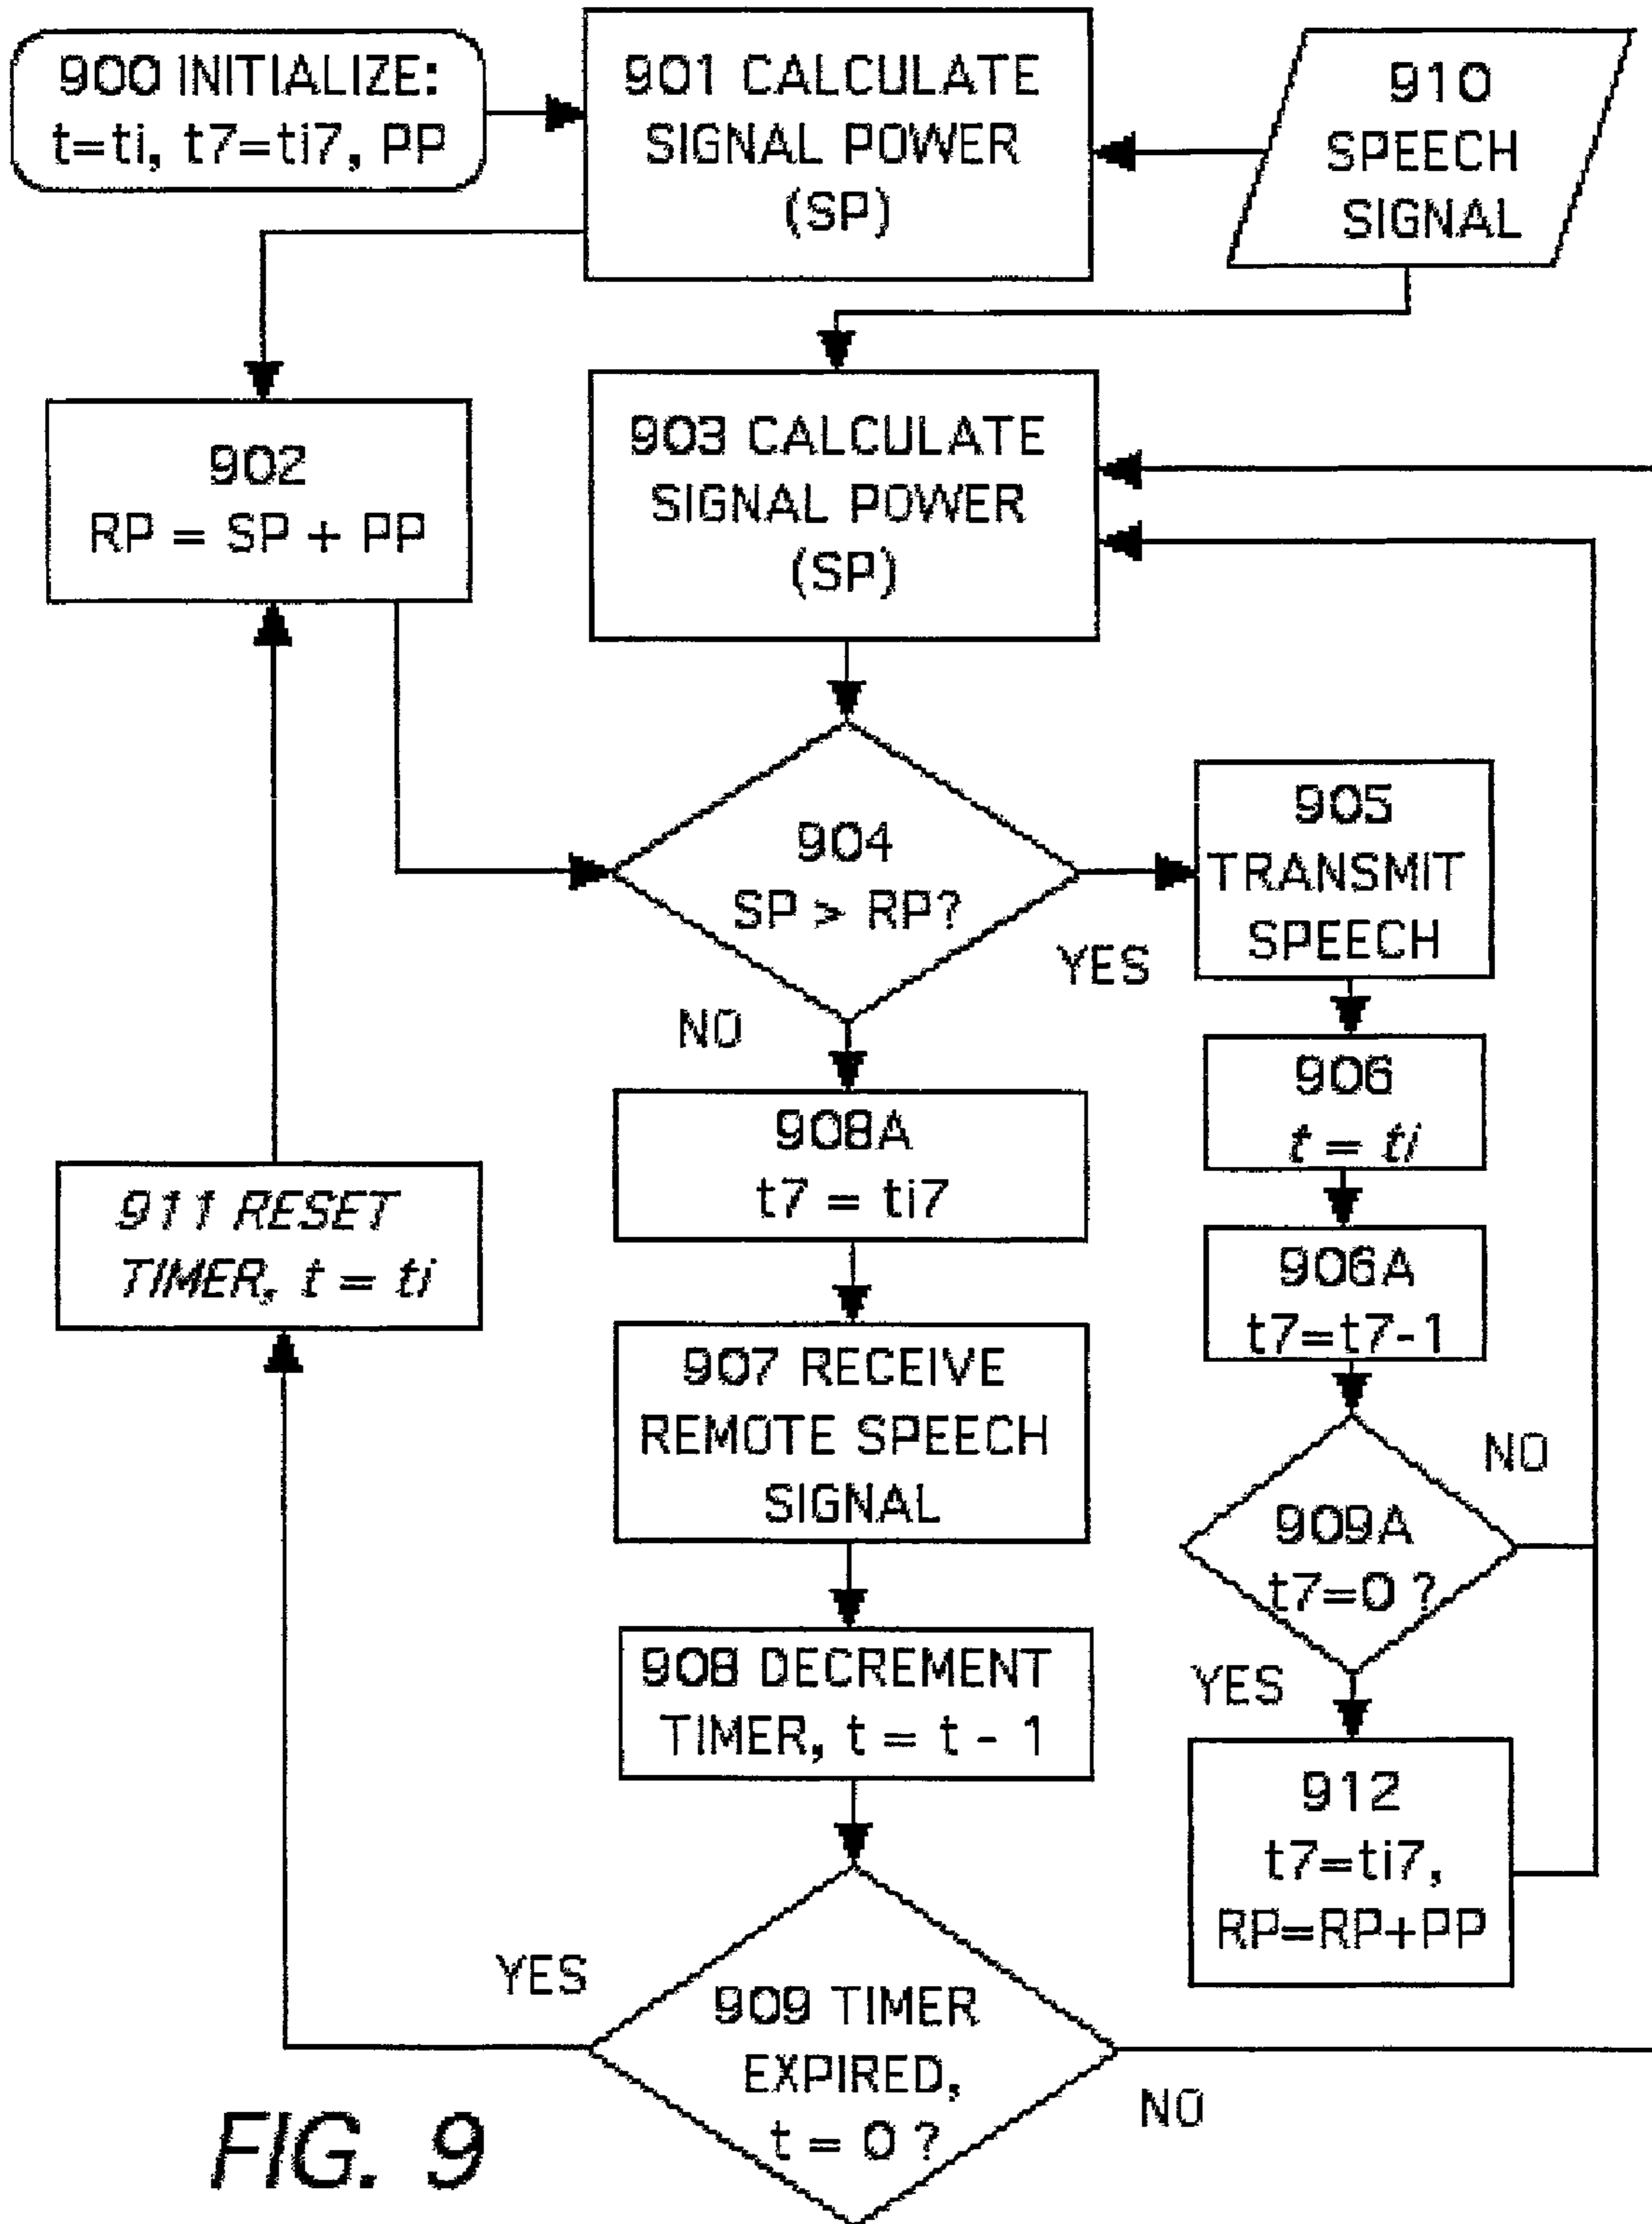 900 INITIALIZE:
t=ti, t7=ti7, PP
901 CALCULATE
SIGNAL POWER
(SP)
910
SPEECH
SIGNAL
902
RP = SP + PP
903 CALCULATE
SIGNAL POWER
(SP)
904
SP > RP?
YES
NO
905
TRANSMIT
SPEECH
906
t = ti
908A
t7 = ti7
911 RESET
TIMER, t = ti
906A
t7=t7-1
907 RECEIVE
REMOTE SPEECH
SIGNAL
909A
t7=0 ?
NO
YES
908 DECREMENT
TIMER, t = t - 1
912
t7=ti7,
RP=RP+PP
909 TIMER
EXPIRED,
t = 0 ?
YES
NO
FIG. 9